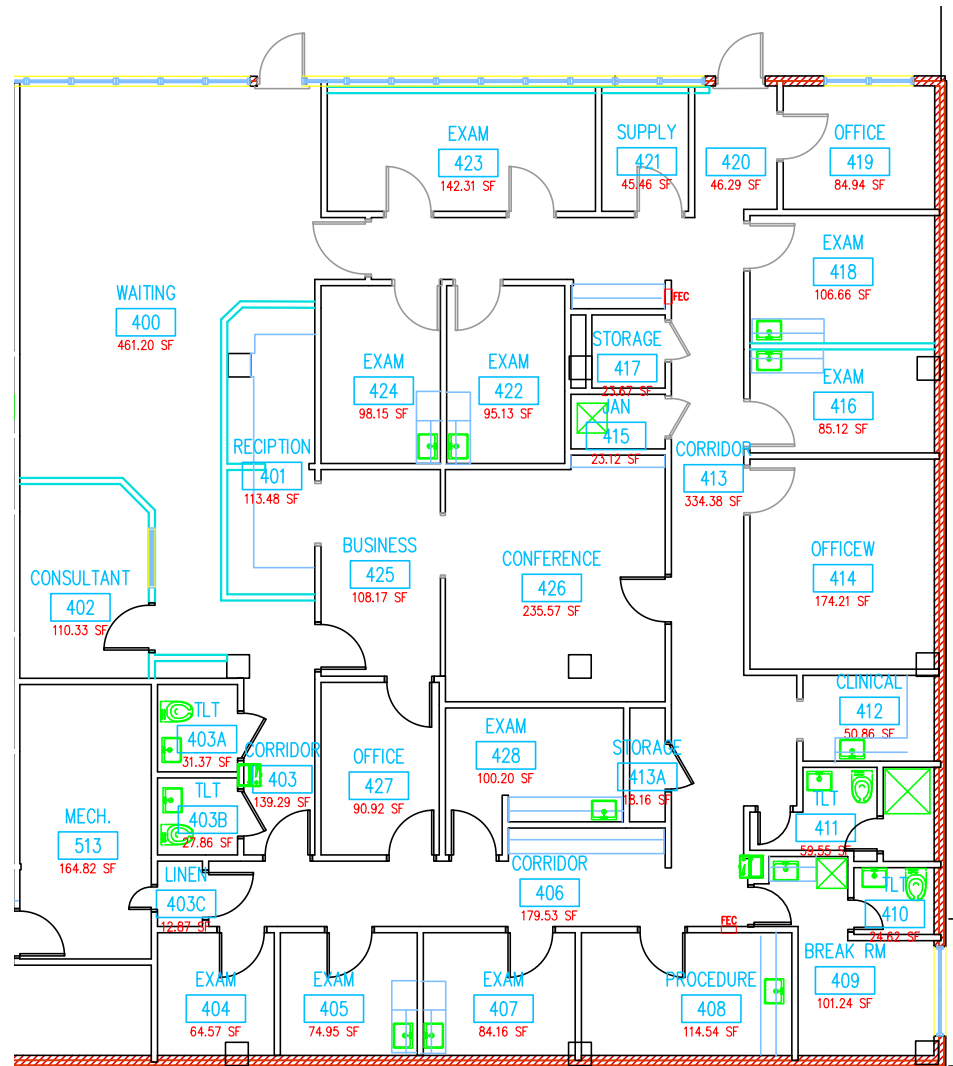 EXAM
423
142.31 SF
SUPPLY
421
45.46 SF
420
46.29 SF
OFFICE
419
84.94 SF
EXAM
418
106.66 SF
FEC
WAITING
400
461.20 SF
STORAGE
417
23.67 SF
EXAM
424
98.15 SF
EXAM
422
95.13 SF
EXAM
416
85.12 SF
JAN
415
23.12 SF
RECIPTION
401
113.48 SF
CORRIDOR
413
334.38 SF
BUSINESS
425
108.17 SF
CONFERENCE
426
235.57 SF
OFFICEW
414
174.21 SF
CONSULTANT
402
110.33 SF
CLINICAL
412
50.86 SF
TLT
403A
31.37 SF
CORRIDOR
403
139.29 SF
OFFICE
427
90.92 SF
EXAM
428
100.20 SF
STORAGE
413A
18.16 SF
TLT
403B
27.86 SF
MECH.
513
164.82 SF
TLT
411
59.55 SF
LINEN
403C
12.87 SF
CORRIDOR
406
179.53 SF
TLT
410
24.62 SF
FEC
EXAM
404
64.57 SF
EXAM
405
74.95 SF
EXAM
407
84.16 SF
PROCEDURE
408
114.54 SF
BREAK RM
409
101.24 SF